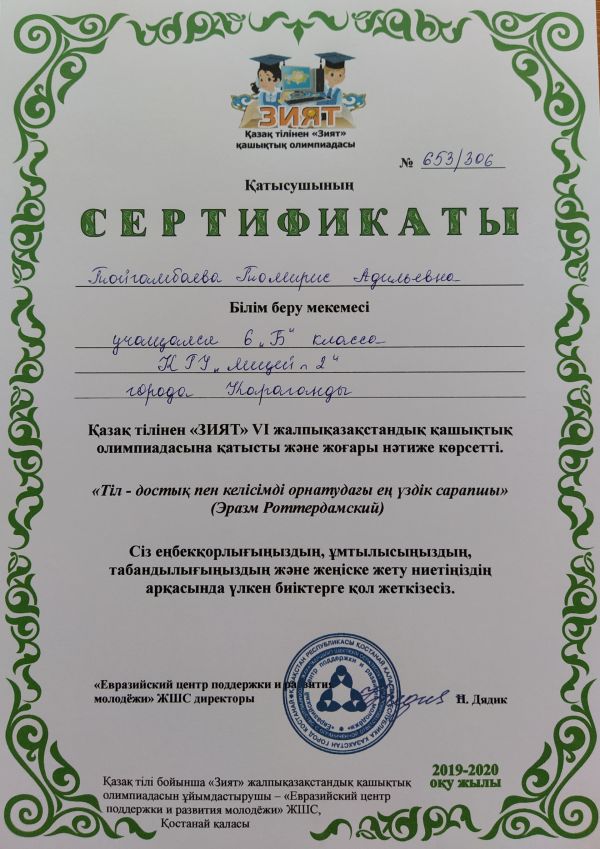 ЗИЯТ
Қазақ тілінен «Зият»
қашықтық олимпиадасы
№ 653/306
Қатысушының
СЕРТИФИКАТЫ
Тойгамбаева Томирис Адильевна
Білім беру мекемесі
учащаяся 6 „Б“ класса
КГУ „лицей № 2“
города Караганды
Қазақ тілінен «ЗИЯТ» VI жалпықазақстандық қашықтық
олимпиадасына қатысты және жоғары нәтиже көрсетті.
«Тіл - достық пен келісімді орнатудағы ең үздік сарапшы»
(Эразм Роттердамский)
Сіз еңбекқорлығыңыздың, ұмтылысыңыздың,
табандылығыңыздың және жеңіске жету ниетіңіздің
арқасында үлкен биіктерге қол жеткізесіз.
«Евразийский центр поддержки и развития
молодёжи» ЖШС директоры Н. Дядик
2019-2020
оқу жылы
Қазақ тілі бойынша «Зият» жалпықазақстандық қашықтық
олимпиадасын ұйымдастырушы – «Евразийский центр
поддержки и развития молодёжи» ЖШС,
Қостанай қаласы